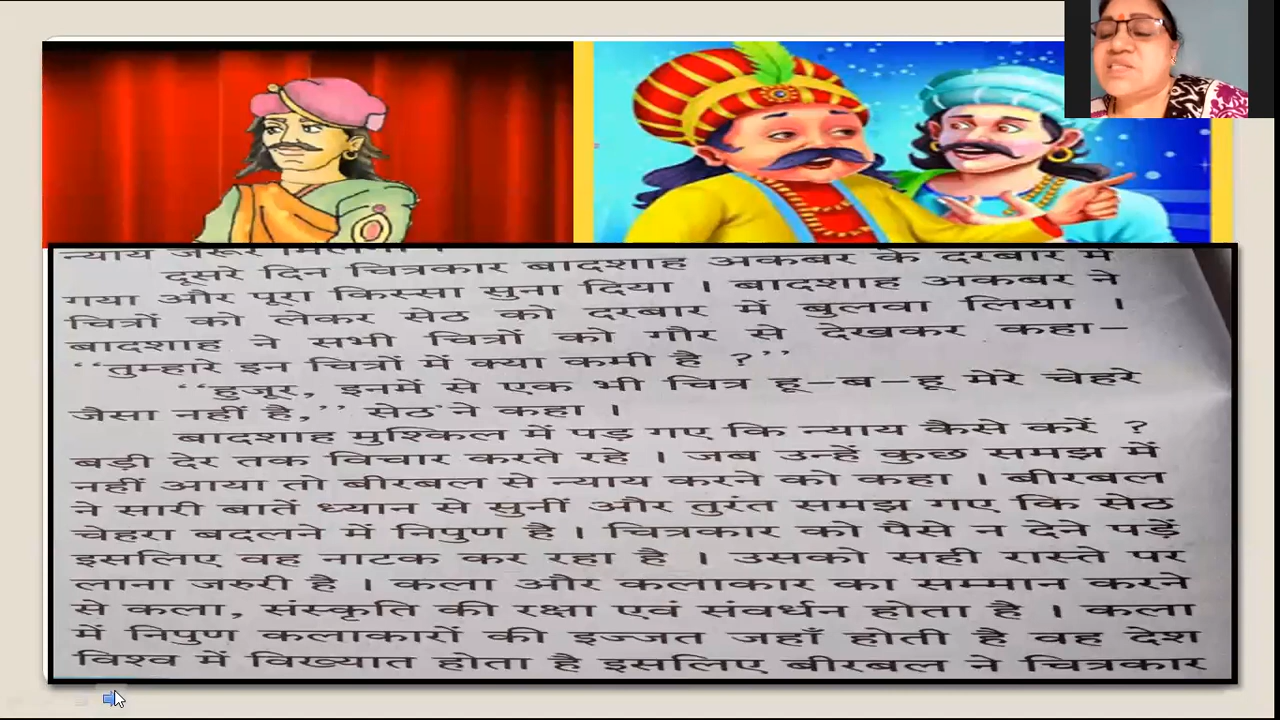 न्याय जरूर मिलेगा ।
दूसरे दिन चित्रकार बादशाह अकबर के दरबार में
गया और पूरा किस्सा सुना दिया । बादशाह अकबर ने
चित्रों को लेकर सेठ को दरबार में बुलवा लिया ।
बादशाह ने सभी चित्रों को गौर से देखकर कहा–
‘‘तुम्हारे इन चित्रों में क्या कमी है ?’’
‘‘हुजूर, इनमें से एक भी चित्र हू–ब–हू मेरे चेहरे
जैसा नहीं है,’’ सेठ ने कहा ।
बादशाह मुश्किल में पड़ गए कि न्याय कैसे करें ?
बड़ी देर तक विचार करते रहे । जब उन्हें कुछ समझ में
नहीं आया तो बीरबल से न्याय करने को कहा । बीरबल
ने सारी बातें ध्यान से सुनीं और तुरंत समझ गए कि सेठ
चेहरा बदलने में निपुण है । चित्रकार को पैसे न देने पड़ें
इसलिए वह नाटक कर रहा है । उसको सही रास्ते पर
लाना जरुरी है । कला और कलाकार का सम्मान करने
से कला, संस्कृति की रक्षा एवं संवर्धन होता है । कला
में निपुण कलाकारों की इज्जत जहाँ होती है वह देश
विश्व में विख्यात होता है इसलिए बीरबल ने चित्रकार